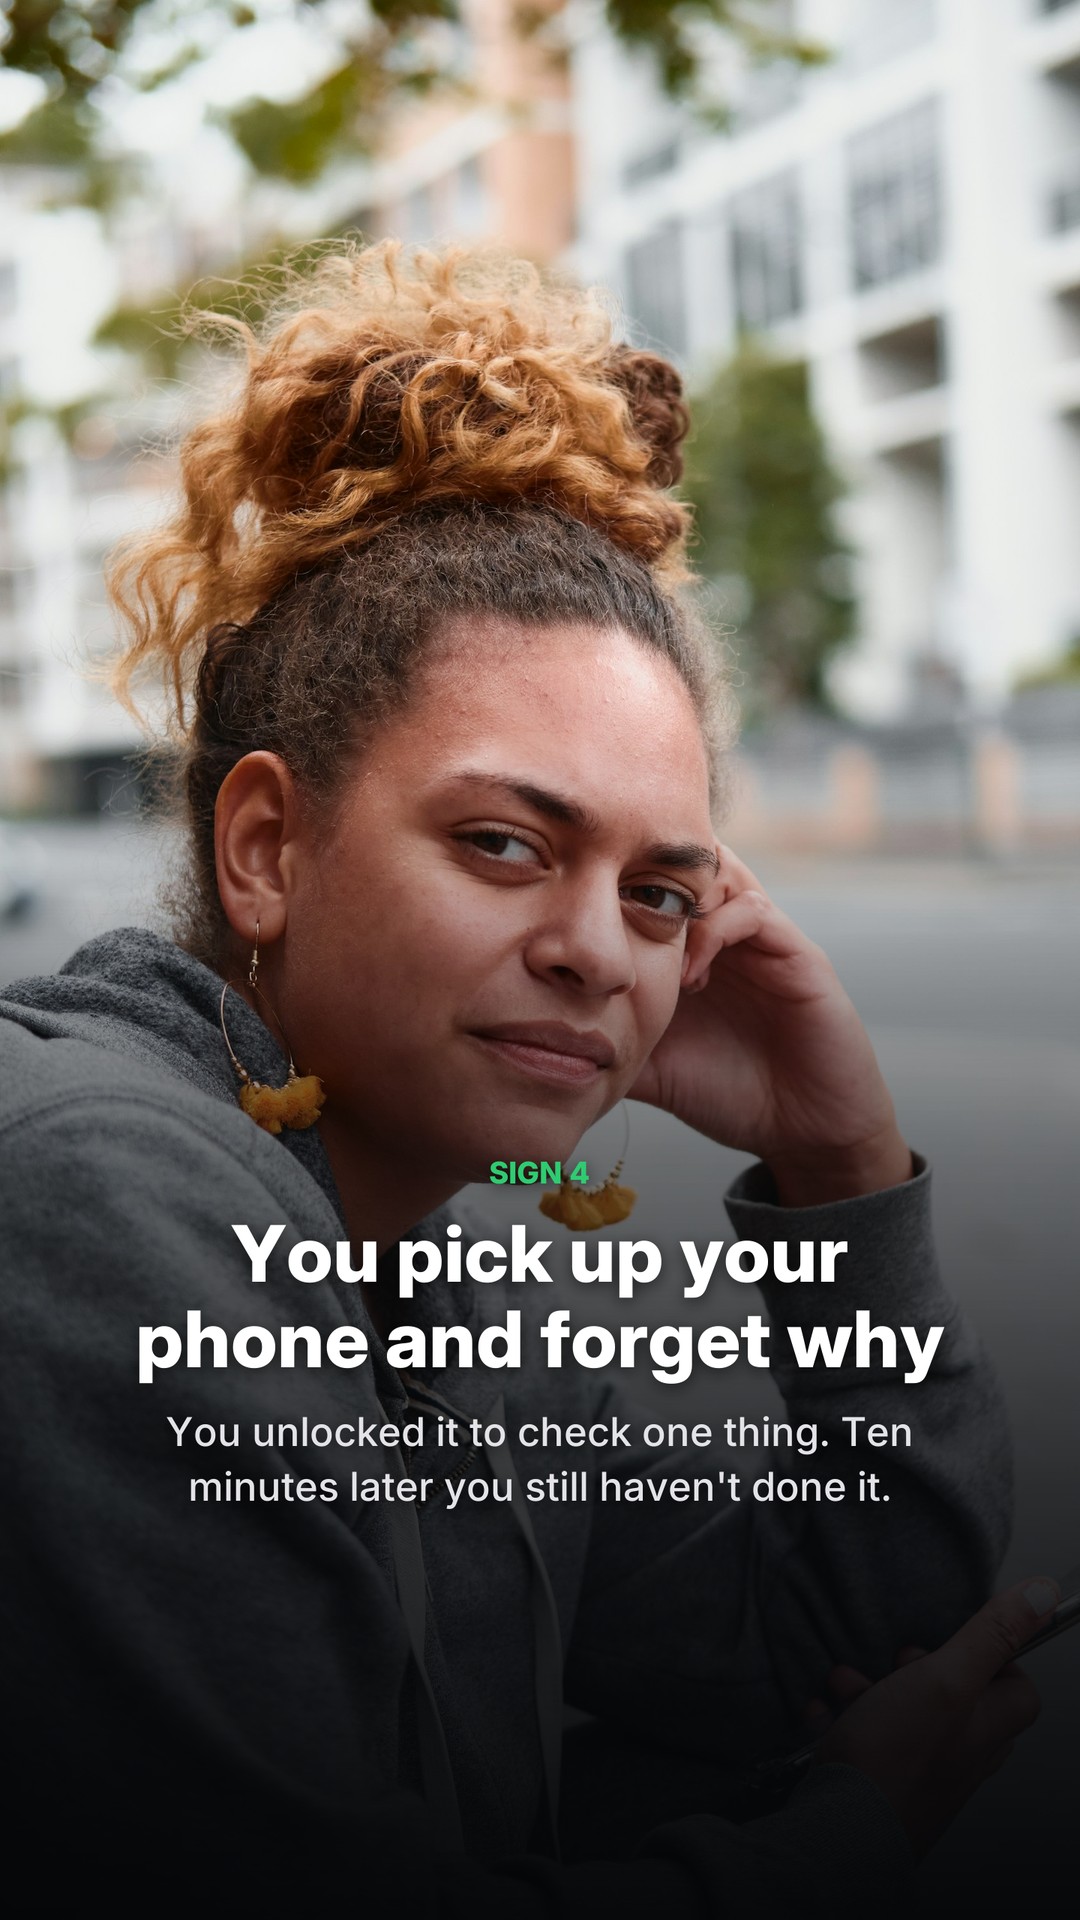 SIGN 4
You pick up your
phone and forget why
You unlocked it to check one thing. Ten
minutes later you still haven't done it.